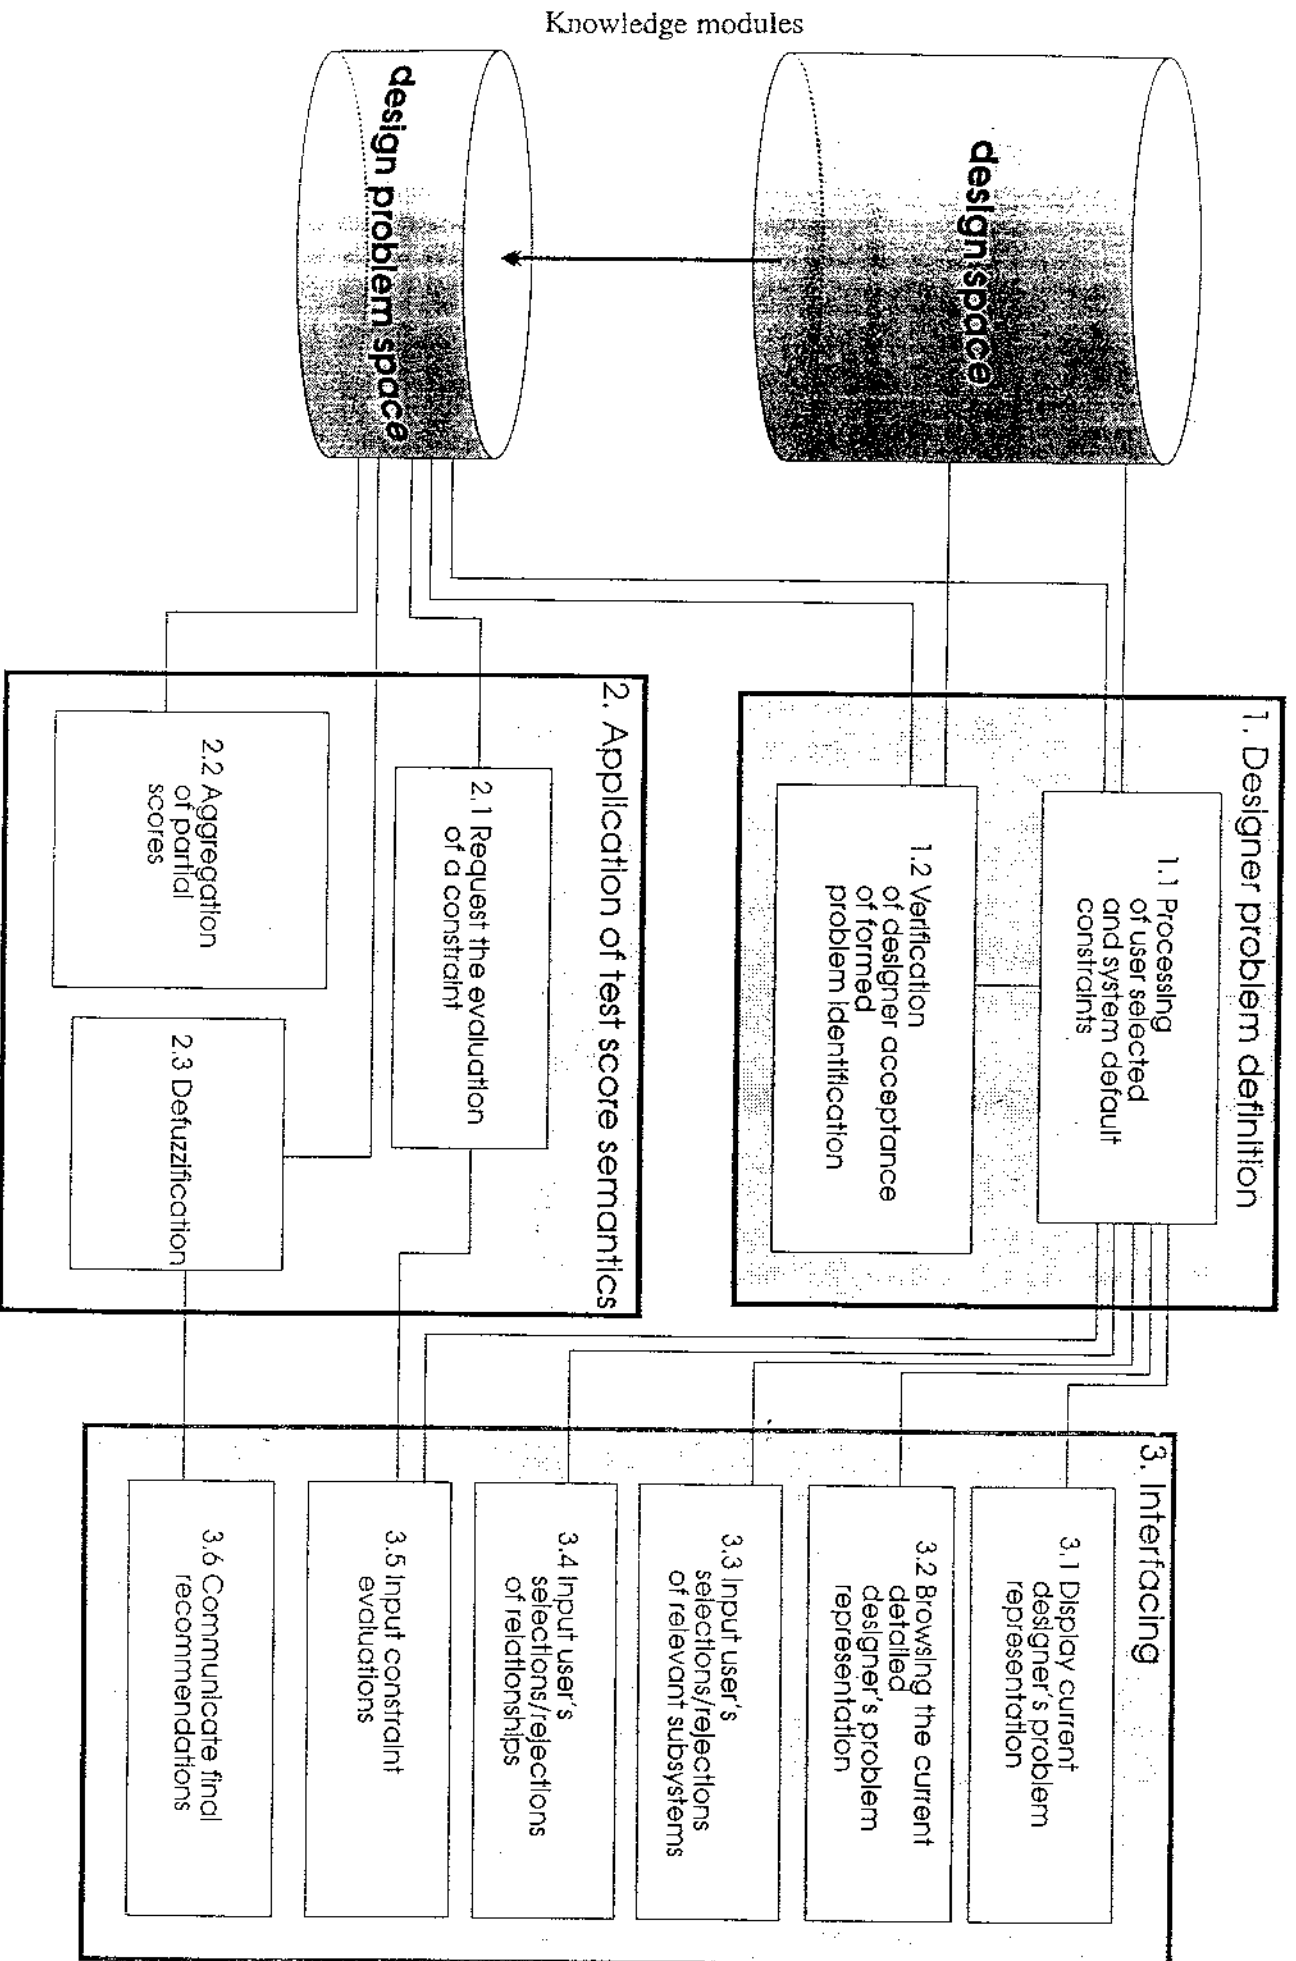 Knowledge modules
design space
design problem space
1. Designer problem definition
1.1 Processing
of user selected
and system default
constraints
1.2 Verification
of designer acceptance
of formed
problem identification
2. Application of test score semantics
2.1 Request the evaluation
of a constraint
2.2 Aggregation
of partial
scores
2.3 Defuzzification
3. Interfacing
3.1 Display current
designer's problem
representation
3.2 Browsing the current
detailed
designer's problem
representation
3.3 Input user's
selections/rejections
of relevant subsystems
3.4 Input user's
selections/rejections
of relationships
3.5 Input constraint
evaluations
3.6 Communicate final
recommendations